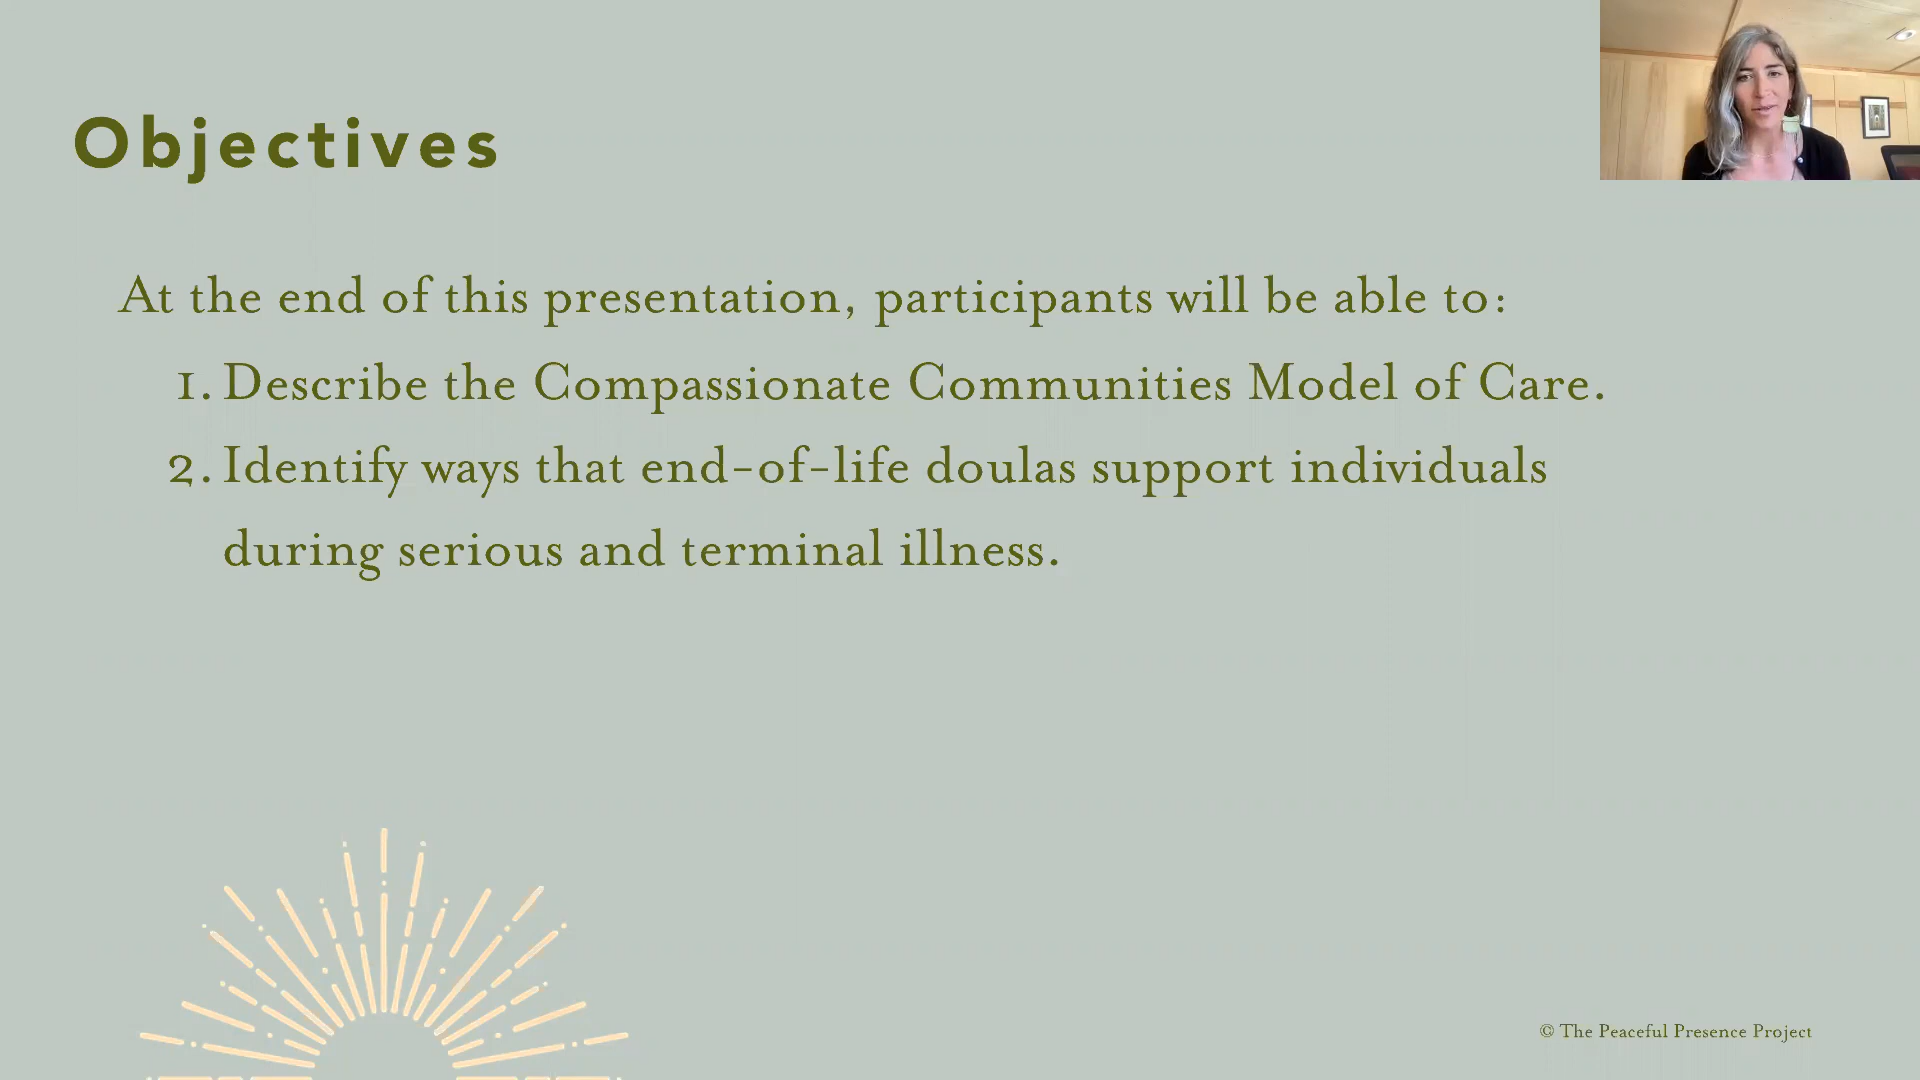 Objectives
At the end of this presentation, participants will be able to:
1. Describe the Compassionate Communities Model of Care.
2. Identify ways that end-of-life doulas support individuals
during serious and terminal illness.
© The Peaceful Presence Project